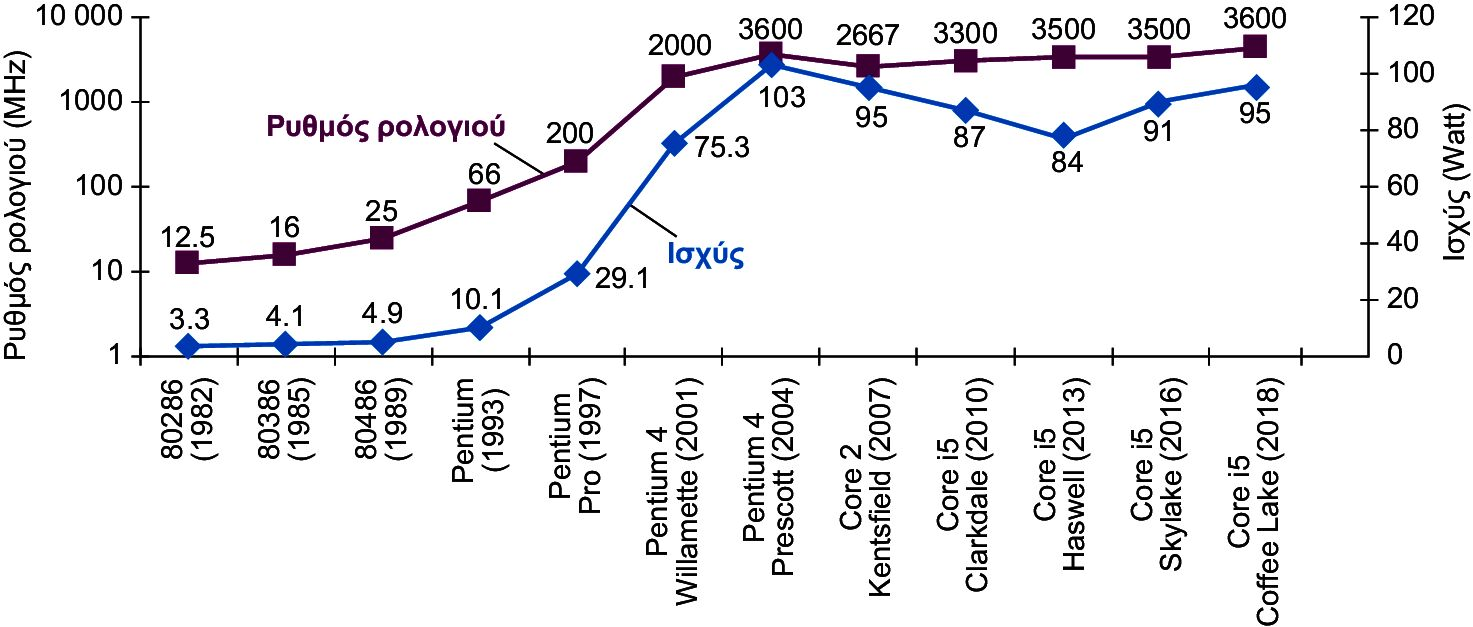 10 000
1000
100
10
1
Ρυθμός ρολογιού (MHz)
120
100
80
60
40
20
0
Ισχύς (Watt)
Ρυθμός ρολογιού
12.5
16
25
66
200
2000
3600
2667
3300
3500
3500
3600
Ισχύς
3.3
4.1
4.9
10.1
29.1
75.3
103
95
87
84
91
95
80286
(1982)
80386
(1985)
80486
(1989)
Pentium
(1993)
Pentium
Pro (1997)
Pentium 4
Willamette (2001)
Pentium 4
Prescott (2004)
Core 2
Kentsfield (2007)
Core i5
Clarkdale (2010)
Core i5
Haswell (2013)
Core i5
Skylake (2016)
Core i5
Coffee Lake (2018)